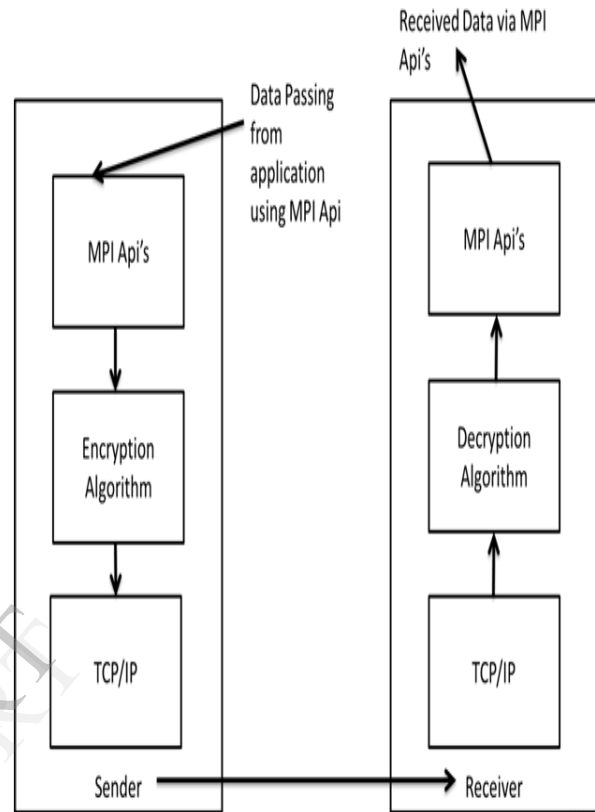 Received Data via MPI
Api's
Data Passing
from
application
using MPI Api
MPI Api's
Encryption
Algorithm
TCP/IP
Sender
MPI Api's
Decryption
Algorithm
TCP/IP
Receiver
RT